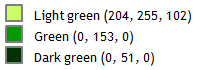 Light green (204, 255, 102)
Green (0, 153, 0)
Dark green (0, 51, 0)